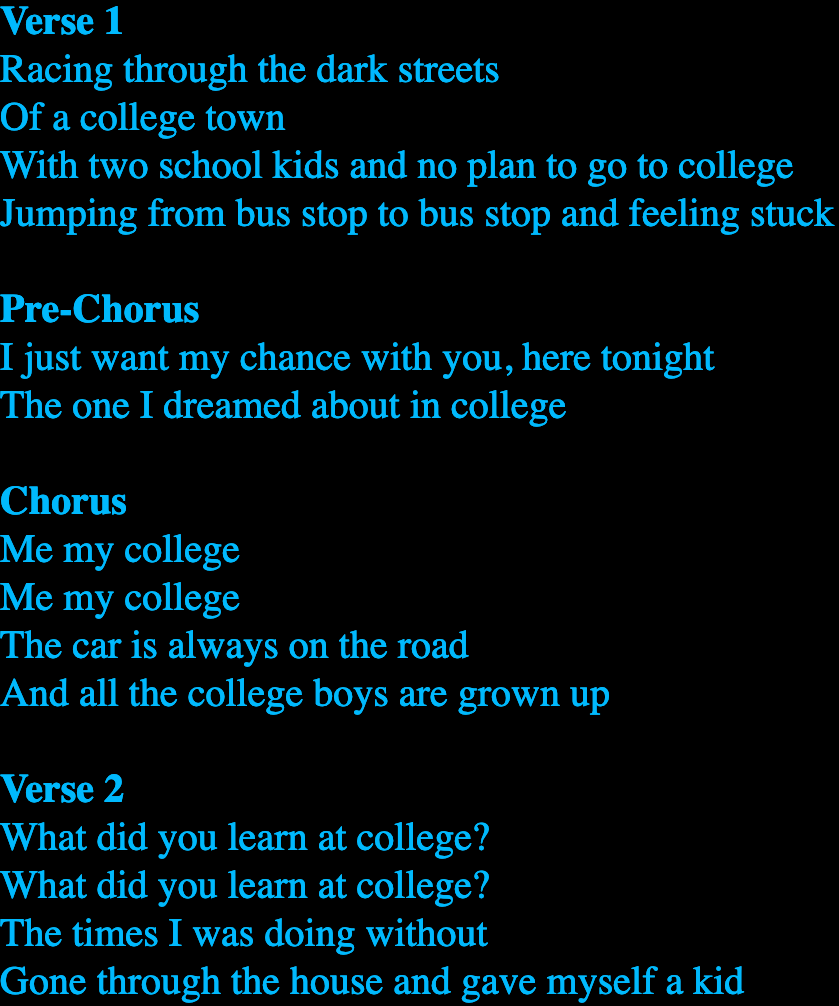 Verse 1
Racing through the dark streets
Of a college town
With two school kids and no plan to go to college
Jumping from bus stop to bus stop and feeling stuck
Pre-Chorus
I just want my chance with you, here tonight
The one I dreamed about in college
Chorus
Me my college
Me my college
The car is always on the road
And all the college boys are grown up
Verse 2
What did you learn at college?
What did you learn at college?
The times I was doing without
Gone through the house and gave myself a kid